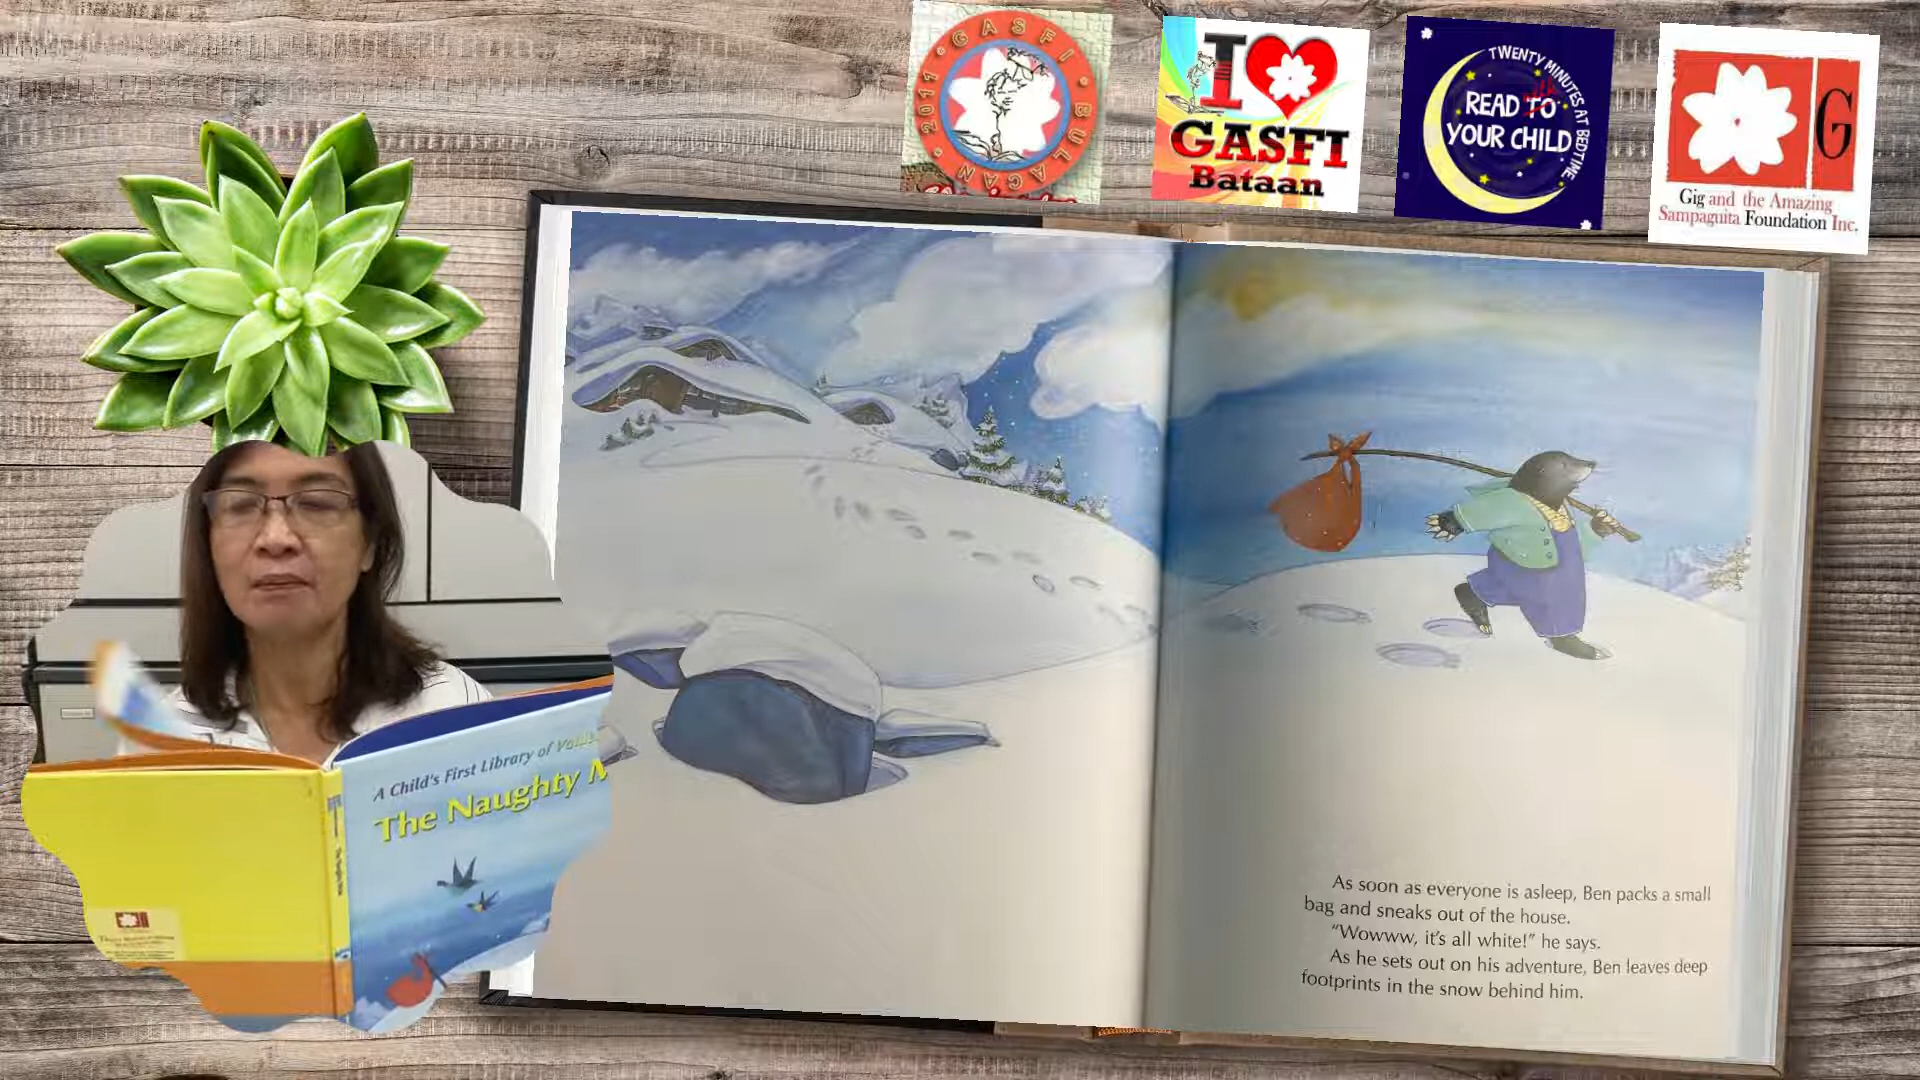 GASFI BULACAN 2011
I
GASFI
Bataan
TWENTY MINUTES AT BEDTIME.
READ TO
with
YOUR CHILD
G
Gig and the Amazing
Sampaguita Foundation Inc.
A Child's First Library of
The Naughty M
As soon as everyone is asleep, Ben packs a small
bag and sneaks out of the house.
"Wowww, it's all white!" he says.
As he sets out on his adventure, Ben leaves deep
footprints in the snow behind him.